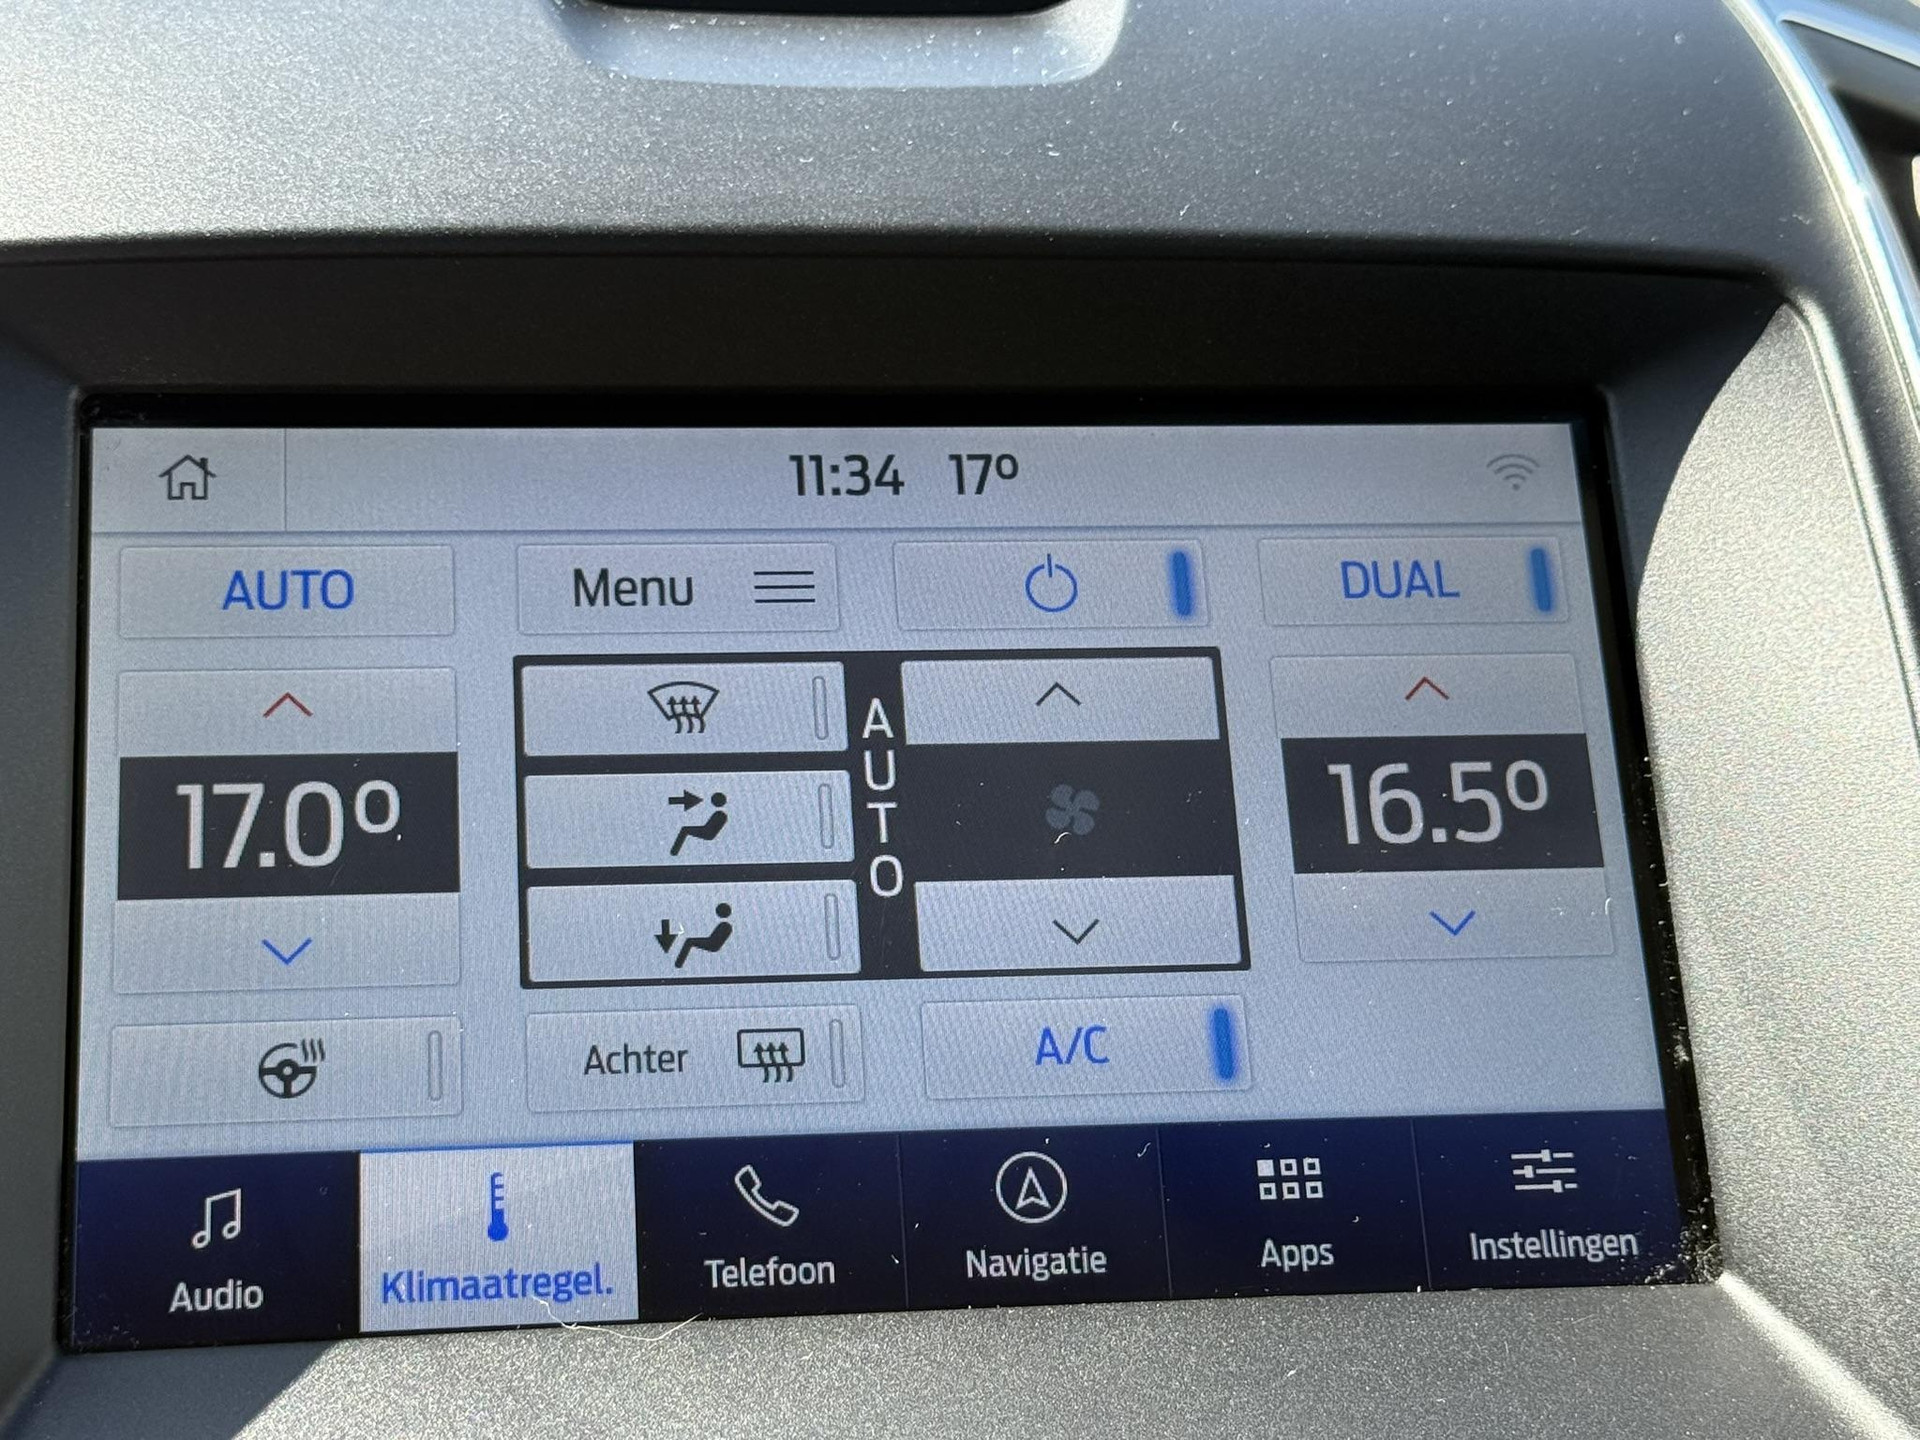 11:34 17º
AUTO
Menu
DUAL
17.0º
AUTO
16.5º
Achter
A/C
Audio
Klimaatregel.
Telefoon
Navigatie
Apps
Instellingen